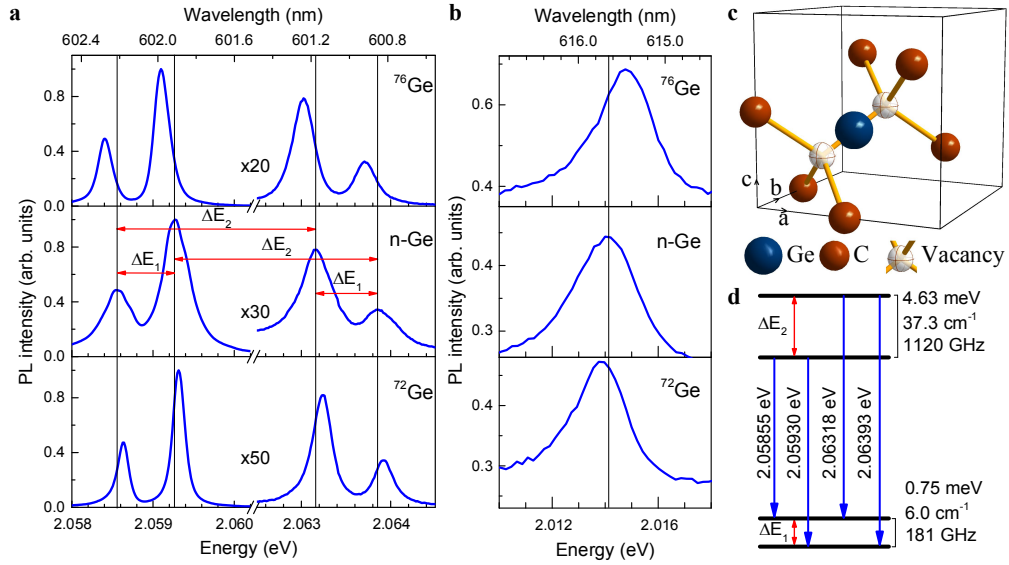 a
Wavelength (nm)
602.4 602.0 601.6 601.2 600.8
PL intensity (arb. units)
0.8
0.4
0.0
⁷⁶Ge
x20
0.8
0.4
0.0
ΔE₂
ΔE₂
ΔE₁
ΔE₁
n-Ge
x30
0.8
0.4
0.0
⁷²Ge
x50
2.058 2.059 2.060 2.063 2.064
Energy (eV)
b
Wavelength (nm)
616.0 615.0
PL intensity (arb. units)
0.6
0.4
⁷⁶Ge
0.4
0.3
n-Ge
0.4
0.3
⁷²Ge
2.012 2.016
Energy (eV)
c
c
b
a
Ge C Vacancy
d
ΔE₂
4.63 meV
37.3 cm⁻¹
1120 GHz
2.05855 eV
2.05930 eV
2.06318 eV
2.06393 eV
ΔE₁
0.75 meV
6.0 cm⁻¹
181 GHz